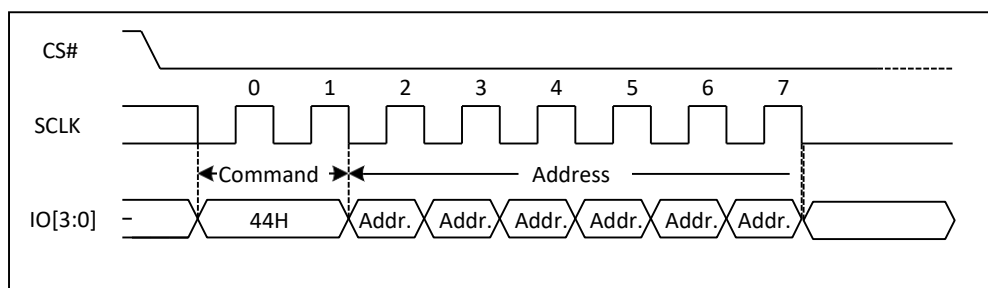 CS#
0 1 2 3 4 5 6 7
SCLK
Command Address
IO[3:0] 44H Addr. Addr. Addr. Addr. Addr. Addr.